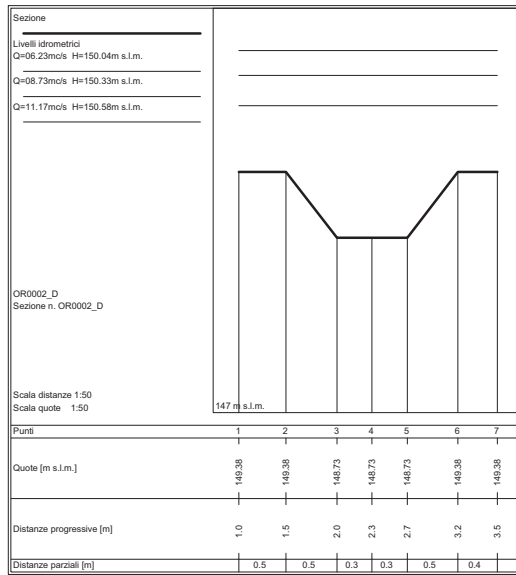 Sezione
Livelli idrometrici
Q=06.23mc/s H=150.04m s.l.m.
Q=08.73mc/s H=150.33m s.l.m.
Q=11.17mc/s H=150.58m s.l.m.
OR0002_D
Sezione n. OR0002_D
Scala distanze 1:50
Scala quote 1:50
147 m s.l.m.
Punti 1 2 3 4 5 6 7
Quote [m s.l.m.] 149.38 149.38 148.73 148.73 148.73 149.38 149.38
Distanze progressive [m] 1.0 1.5 2.0 2.3 2.7 3.2 3.5
Distanze parziali [m] 0.5 0.5 0.3 0.3 0.5 0.4